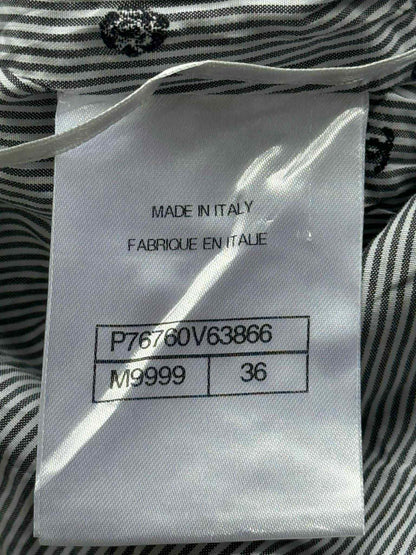 MADE IN ITALY
FABRIQUE EN ITALIE
P76760V63866
M9999 36